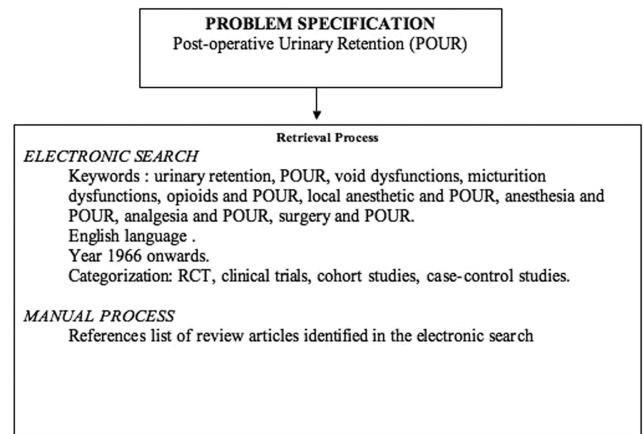 PROBLEM SPECIFICATION
Post-operative Urinary Retention (POUR)
Retrieval Process
ELECTRONIC SEARCH
Keywords : urinary retention, POUR, void dysfunctions, micturition
dysfunctions, opioids and POUR, local anesthetic and POUR, anesthesia and
POUR, analgesia and POUR, surgery and POUR.
English language .
Year 1966 onwards.
Categorization: RCT, clinical trials, cohort studies, case-control studies.
MANUAL PROCESS
References list of review articles identified in the electronic search